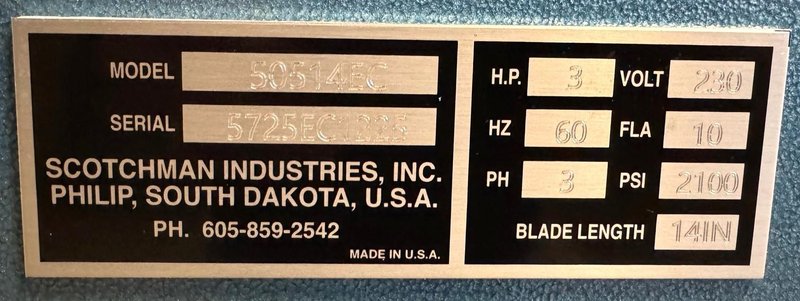 MODEL 50514EC
SERIAL 5725EC1225
SCOTCHMAN INDUSTRIES, INC.
PHILIP, SOUTH DAKOTA, U.S.A.
PH. 605-859-2542
MADE IN U.S.A.
H.P. 3 VOLT 230
HZ 60 FLA 10
PH 3 PSI 2100
BLADE LENGTH 14IN